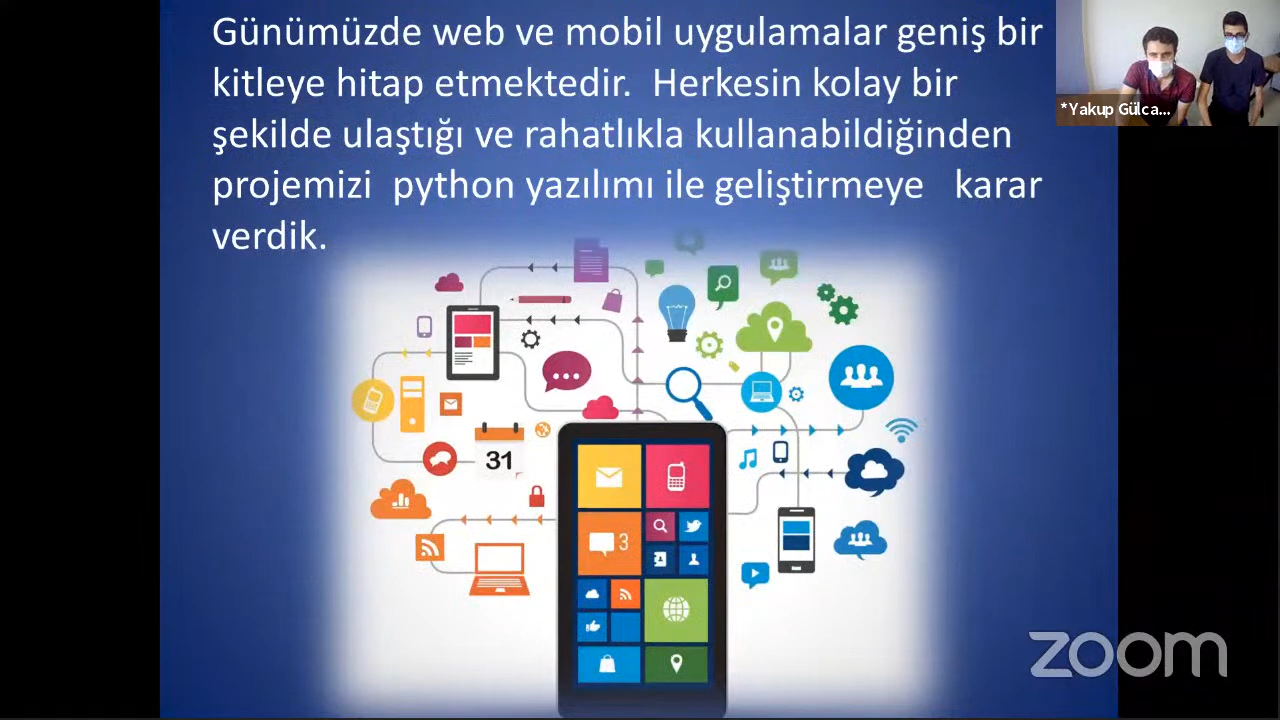 Günümüzde web ve mobil uygulamalar geniş bir
kitleye hitap etmektedir. Herkesin kolay bir
şekilde ulaştığı ve rahatlıkla kullanabildiğinden
projemizi python yazılımı ile geliştirmeye karar
verdik.
*Yakup Gülca...
31
3
zoom